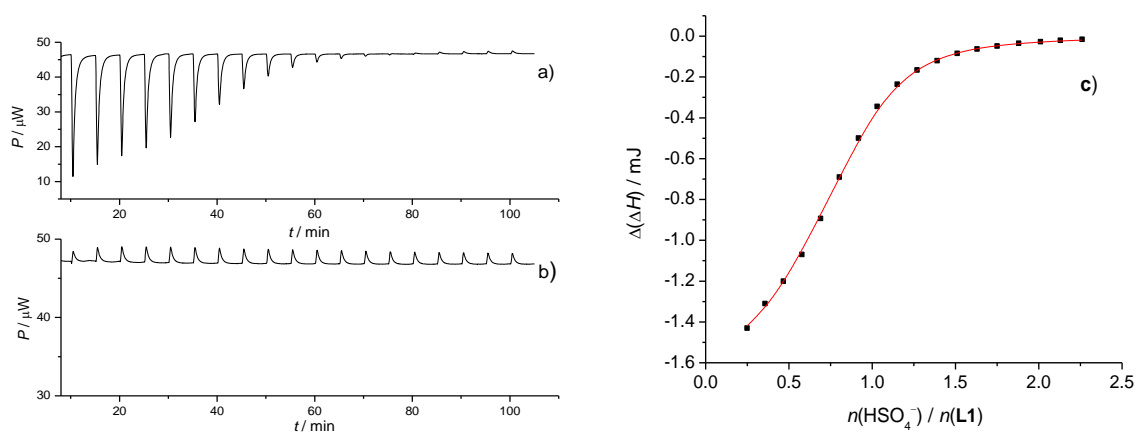 50
40
30
20
10
P / μW
a)
20 40 60 80 100
t / min
50
40
30
P / μW
b)
20 40 60 80 100
t / min
0.0
-0.2
-0.4
-0.6
-0.8
-1.0
-1.2
-1.4
-1.6
Δ(ΔH) / mJ
c)
0.0 0.5 1.0 1.5 2.0 2.5
n(HSO₄⁻) / n(L1)